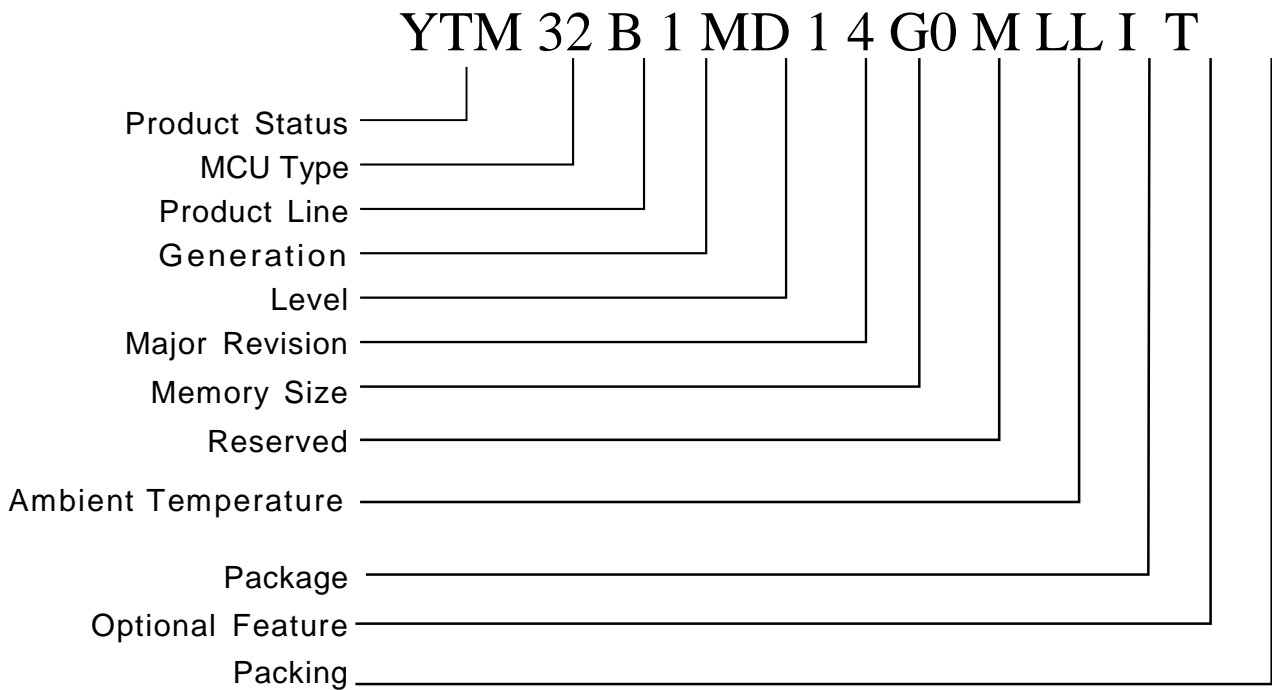 YTM 32 B 1 MD 1 4 G0 M LL I T
Product Status
MCU Type
Product Line
Generation
Level
Major Revision
Memory Size
Reserved
Ambient Temperature
Package
Optional Feature
Packing